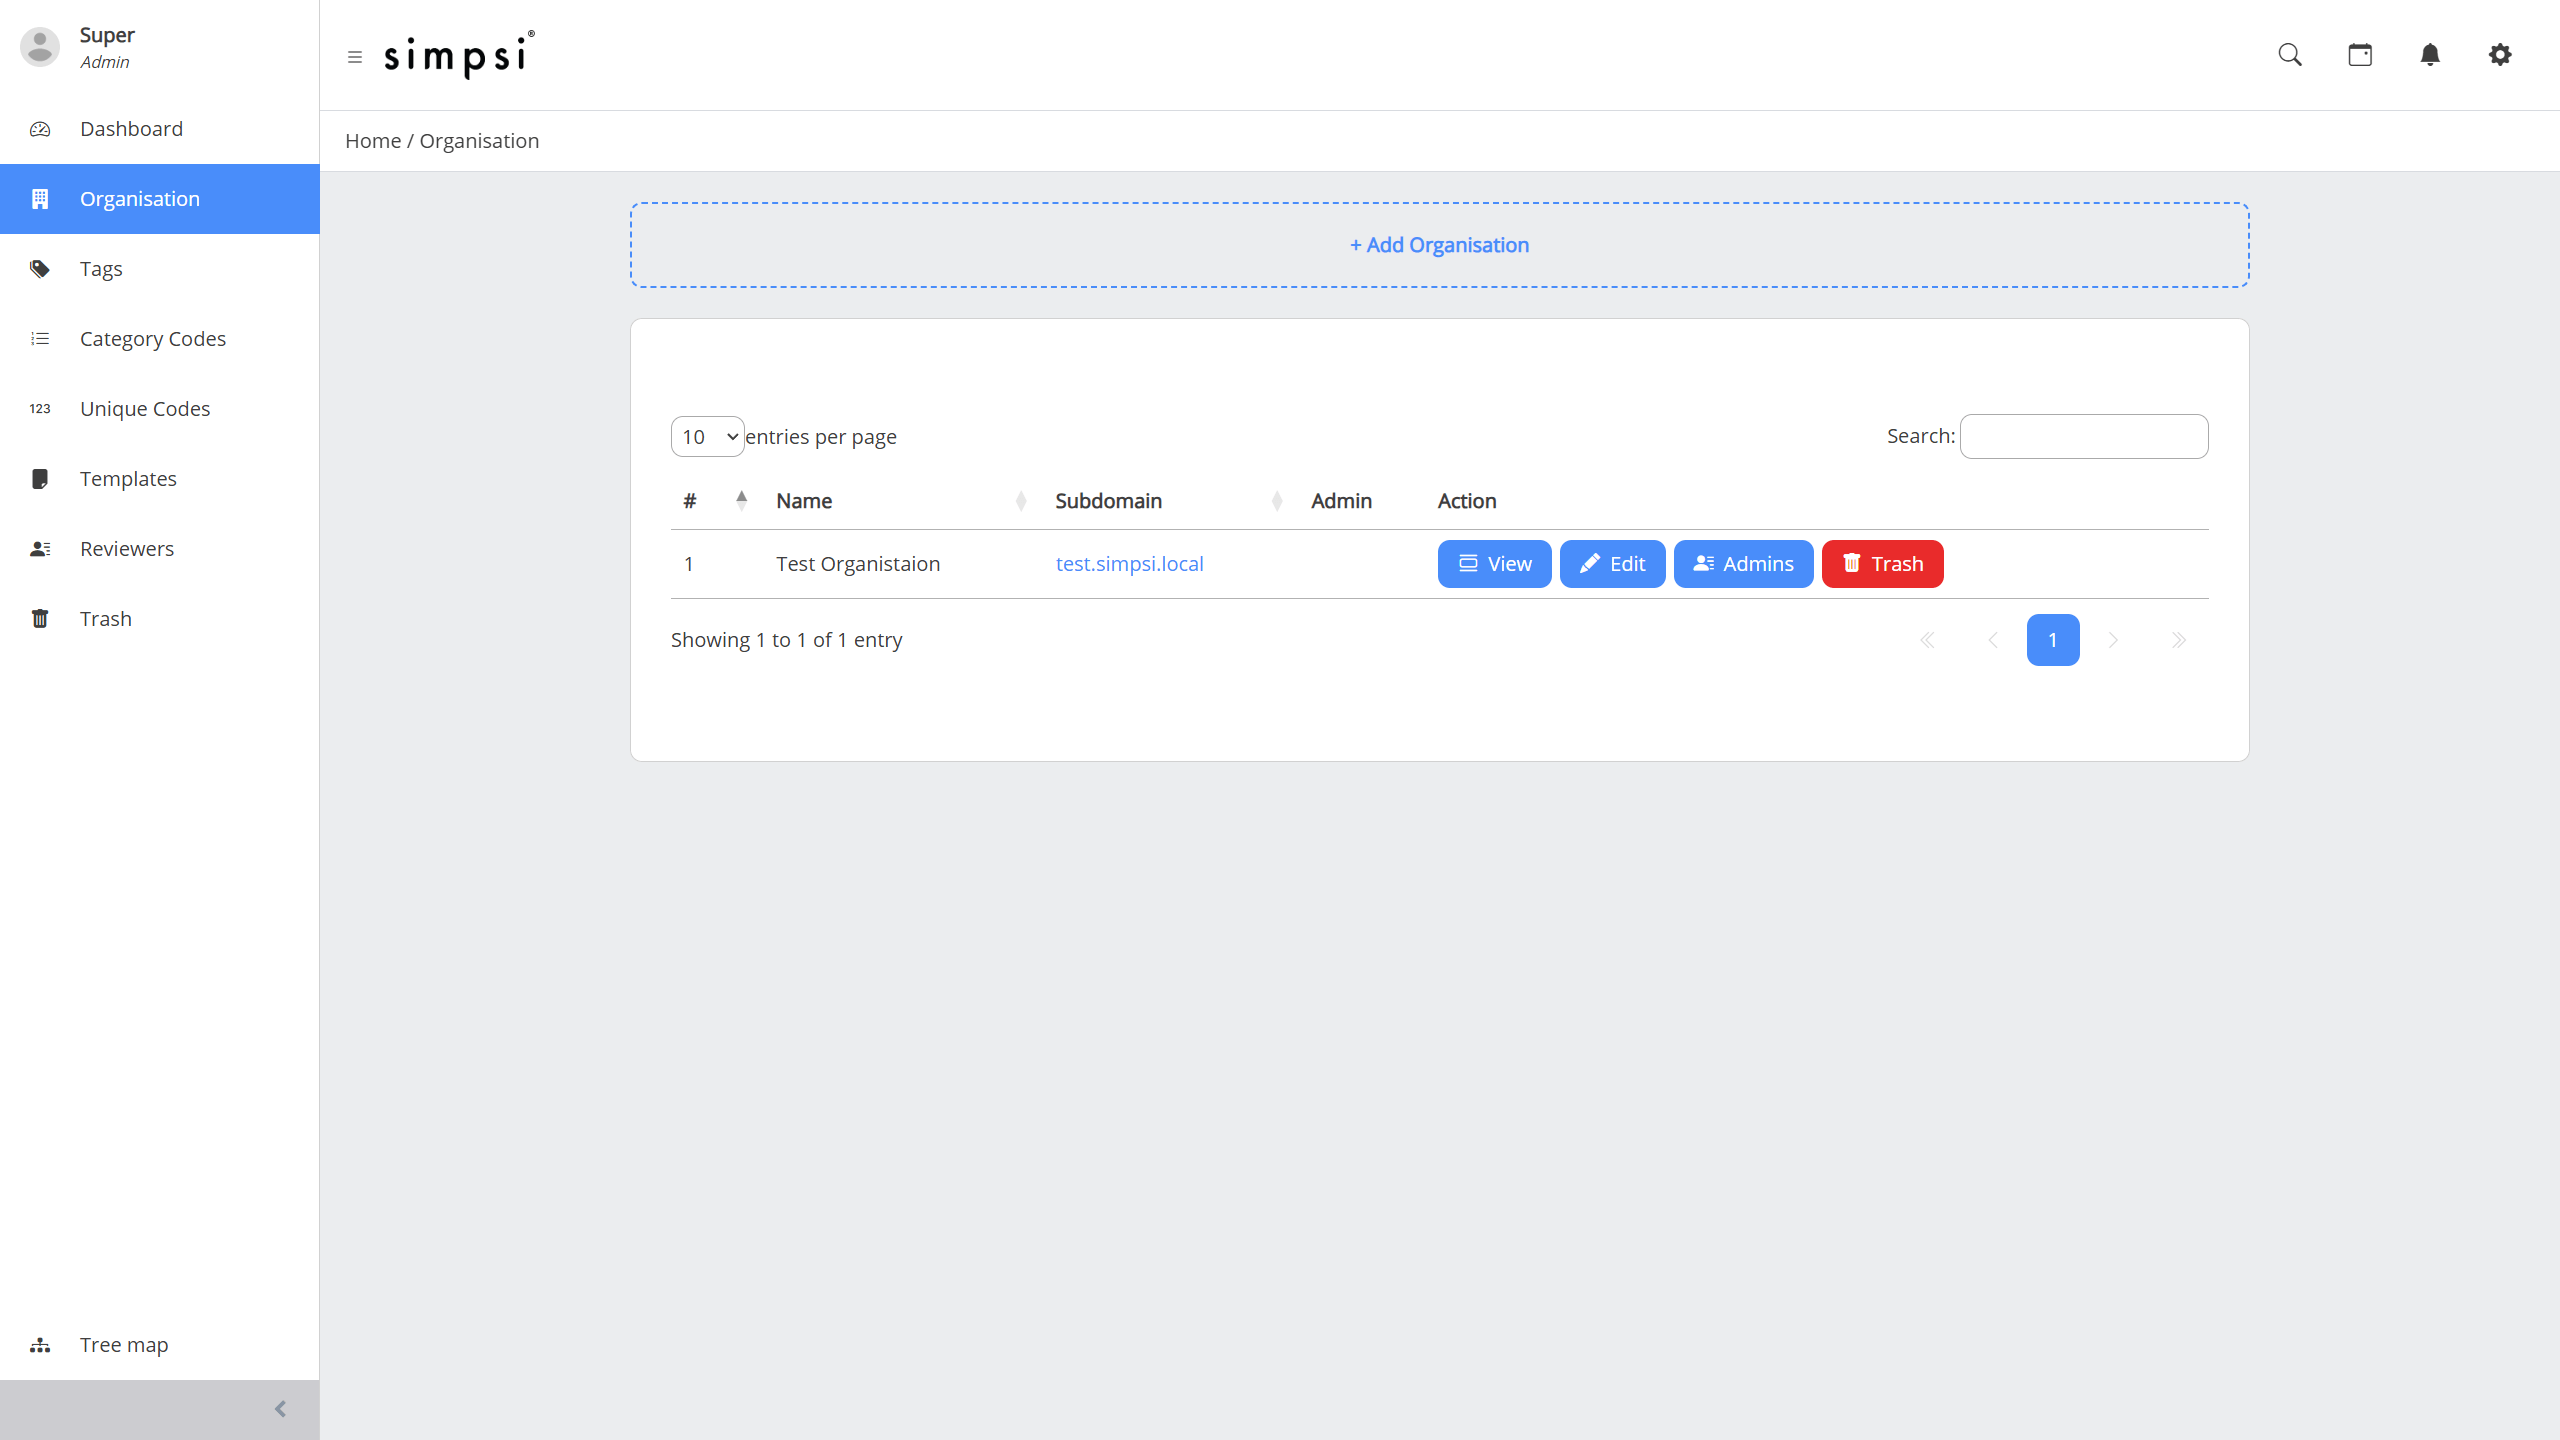 Super
Admin
Dashboard
Organisation
Tags
Category Codes
123 Unique Codes
Templates
Reviewers
Trash
Tree map
simpsi®
Home / Organisation
+ Add Organisation
10 entries per page
Search:
# Name Subdomain Admin Action
1 Test Organistaion test.simpsi.local View Edit Admins Trash
Showing 1 to 1 of 1 entry
« ‹ 1 › »